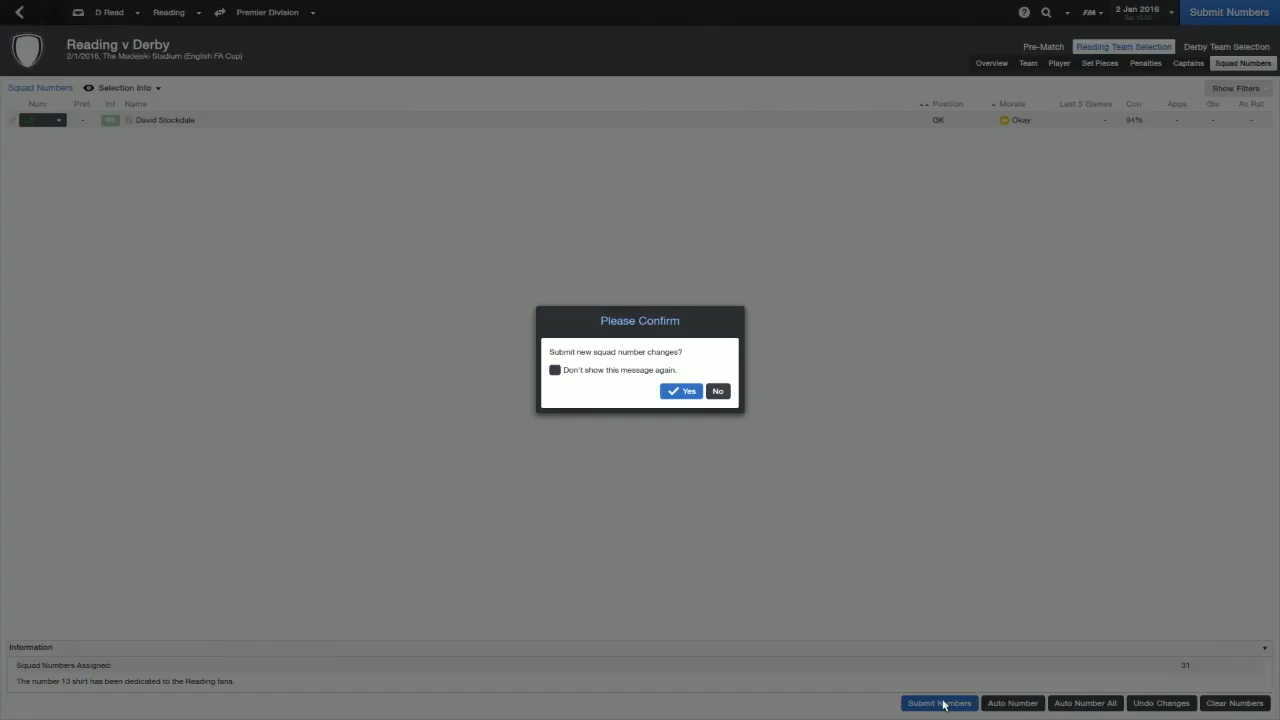 D Read Reading Premier Division FM 2 Jan 2016 Submit Numbers
Sat 15:00
Reading v Derby
2/1/2016, The Madejski Stadium (English FA Cup)
Pre-Match Reading Team Selection Derby Team Selection
Overview Team Player Set Pieces Penalties Captains Squad Numbers
Squad Numbers Selection Info Show Filters
Num Pref. Inf Name Position Morale Last 5 Games Con Apps Gls Av Rat
- David Stockdale GK Okay - 94% - - -
Please Confirm
Submit new squad number changes?
Don't show this message again.
Yes No
Information
Squad Numbers Assigned: 31
The number 13 shirt has been dedicated to the Reading fans.
Submit Numbers Auto Number Auto Number All Undo Changes Clear Numbers